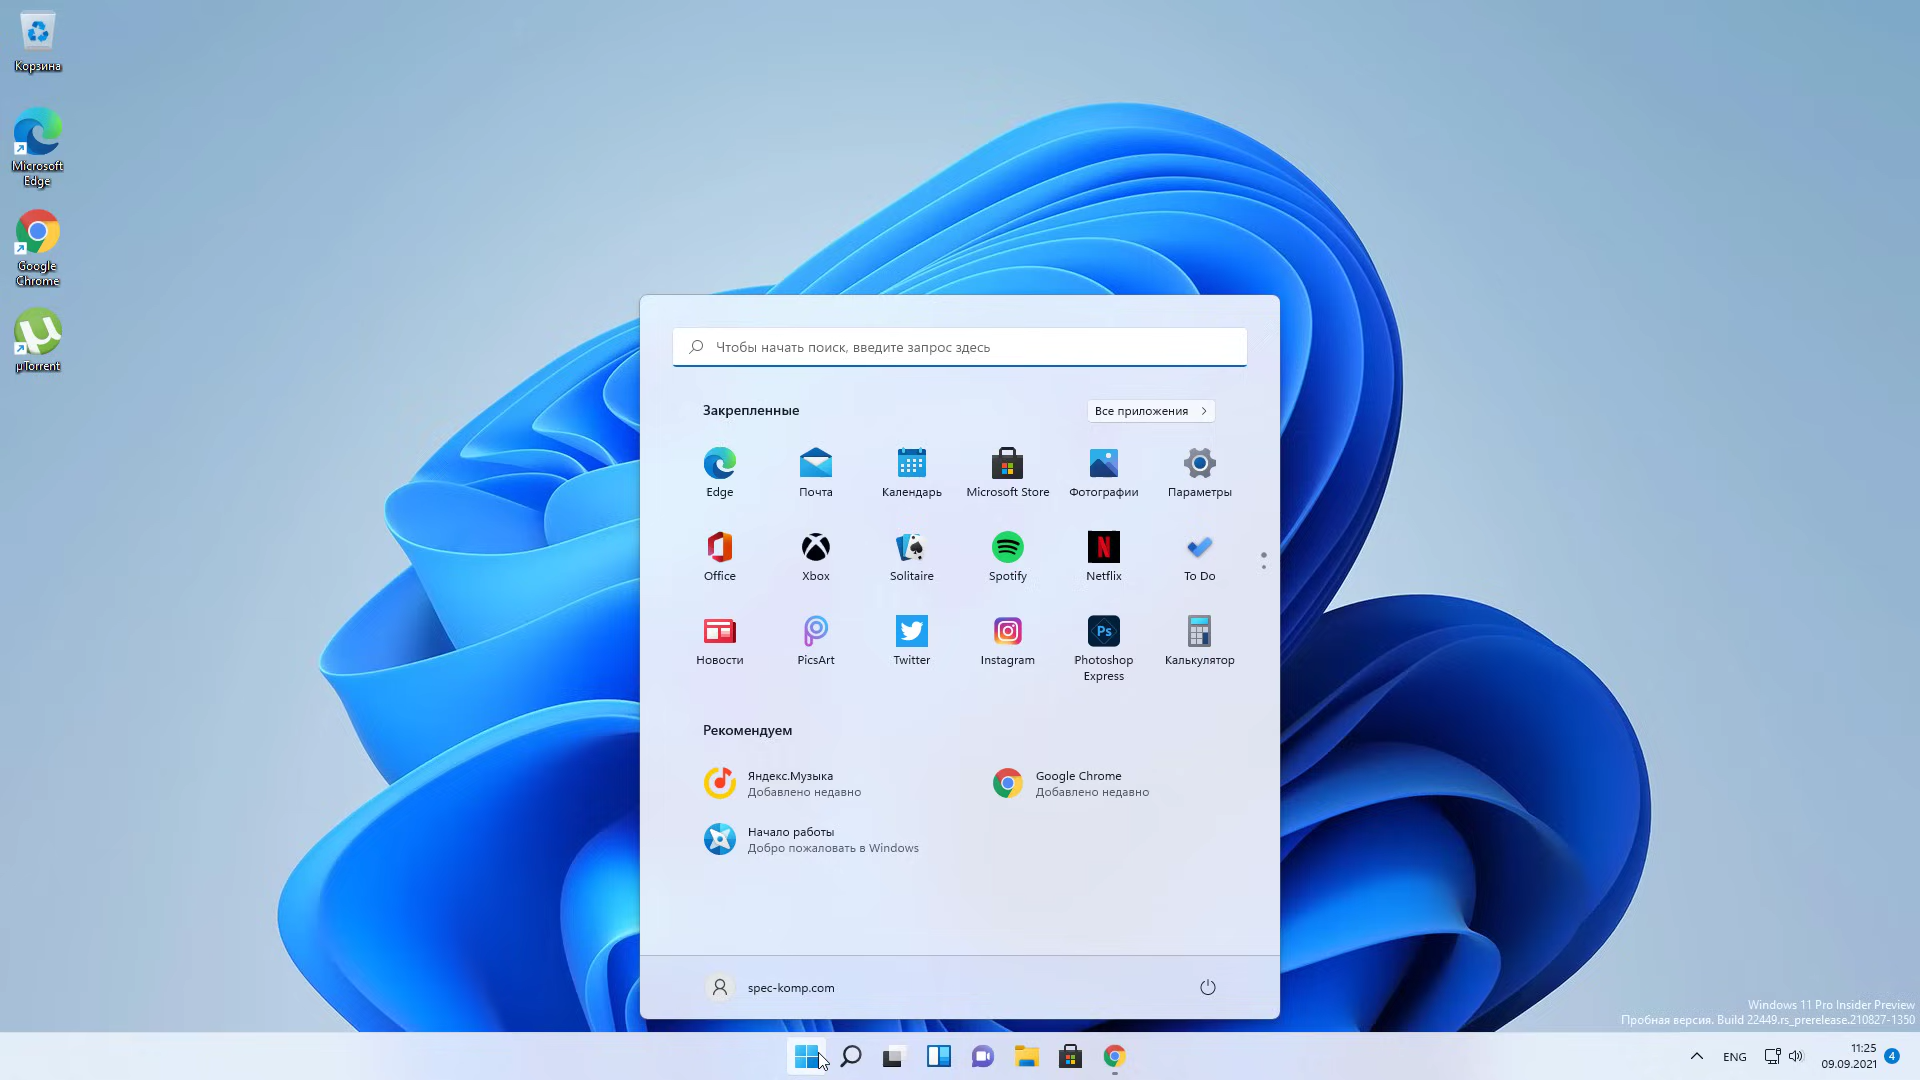 Корзина
Microsoft
Edge
Google
Chrome
µTorrent
Чтобы начать поиск, введите запрос здесь
Закрепленные
Все приложения
Edge
Почта
Календарь
Microsoft Store
Фотографии
Параметры
Office
Xbox
Solitaire
Spotify
Netflix
To Do
Новости
PicsArt
Twitter
Instagram
Photoshop
Express
Калькулятор
Рекомендуем
Яндекс.Музыка
Добавлено недавно
Google Chrome
Добавлено недавно
Начало работы
Добро пожаловать в Windows
spec-komp.com
Windows 11 Pro Insider Preview
Пробная версия. Build 22449.rs_prerelease.210827-1350
ENG
11:25
09.09.2021
4